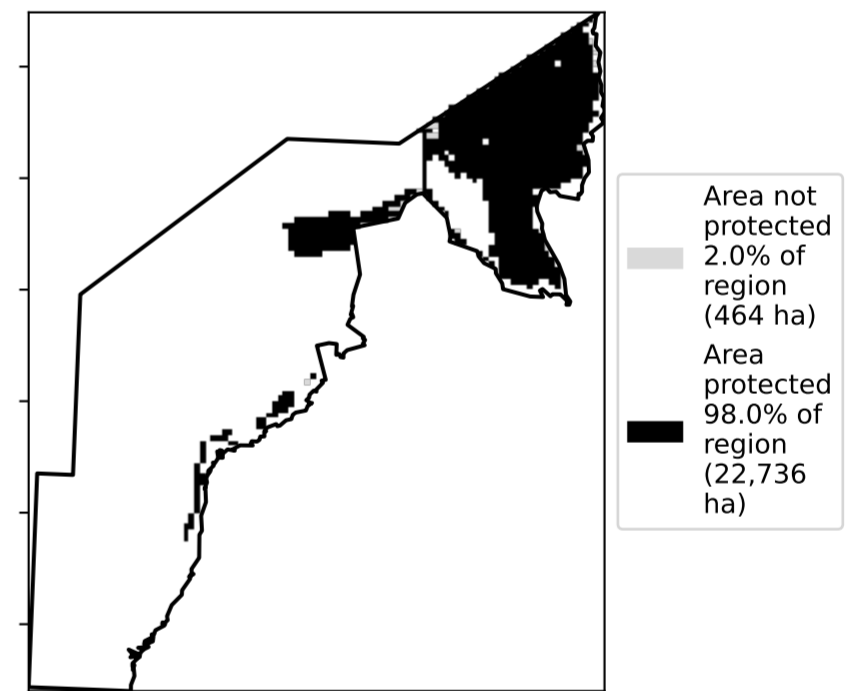 Area not
protected
2.0% of
region
(464 ha)
Area
protected
98.0% of
region
(22,736
ha)